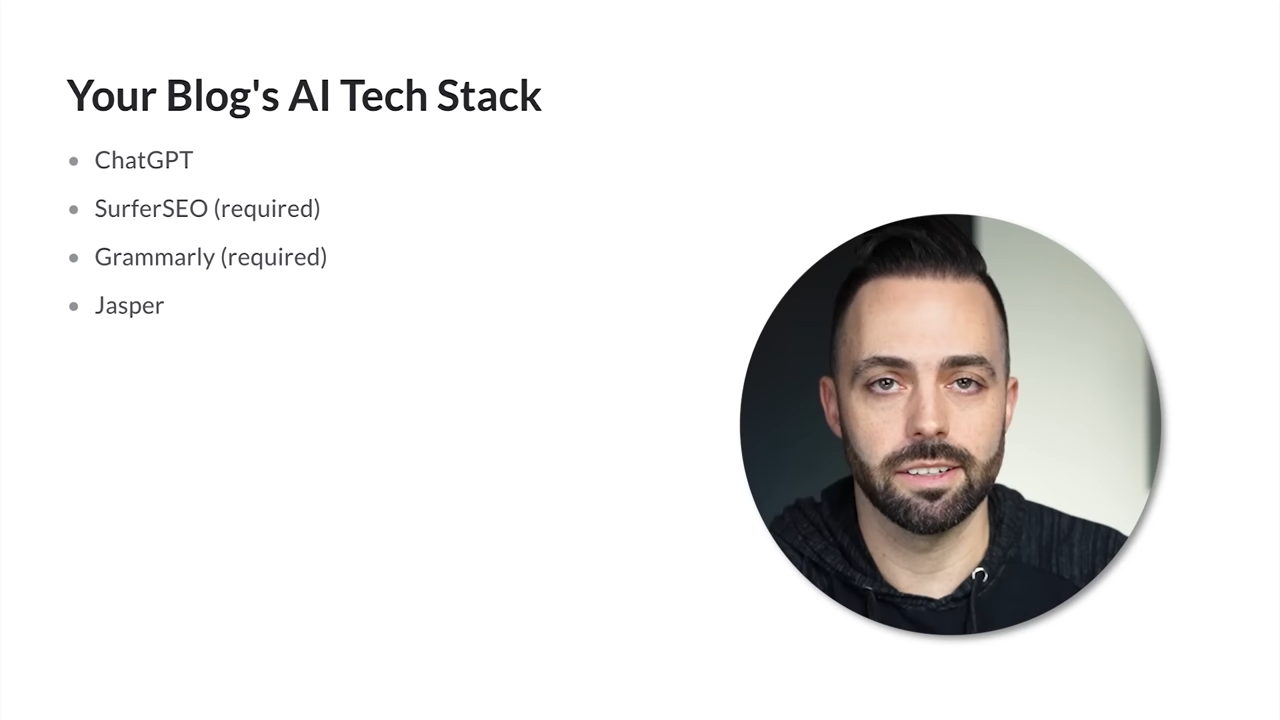 Your Blog's AI Tech Stack
• ChatGPT
• SurferSEO (required)
• Grammarly (required)
• Jasper